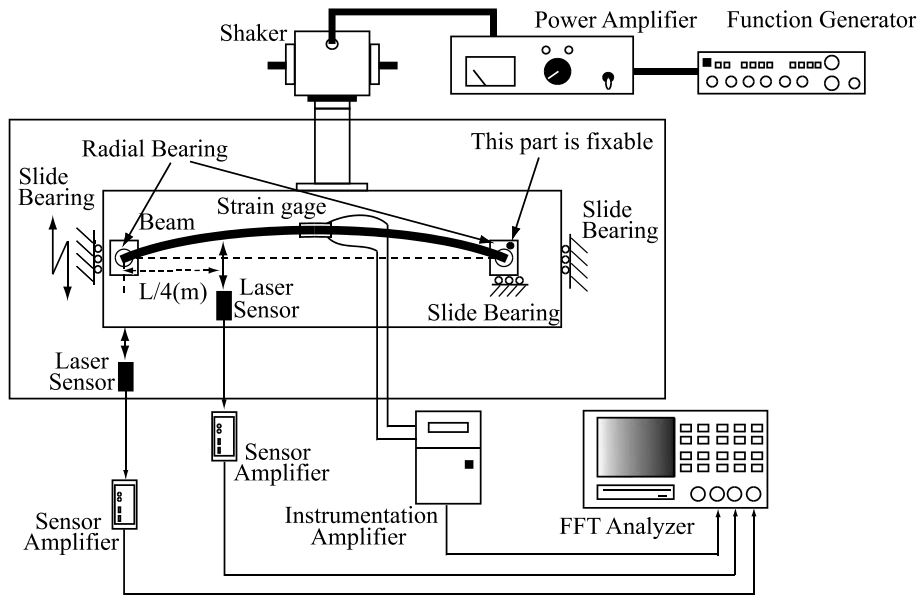 Power Amplifier
Function Generator
Shaker
This part is fixable
Radial Bearing
Slide
Bearing
Strain gage
Slide
Bearing
Beam
L/4(m)
Laser
Sensor
Slide Bearing
Laser
Sensor
Sensor
Amplifier
Instrumentation
Amplifier
FFT Analyzer
Sensor
Amplifier